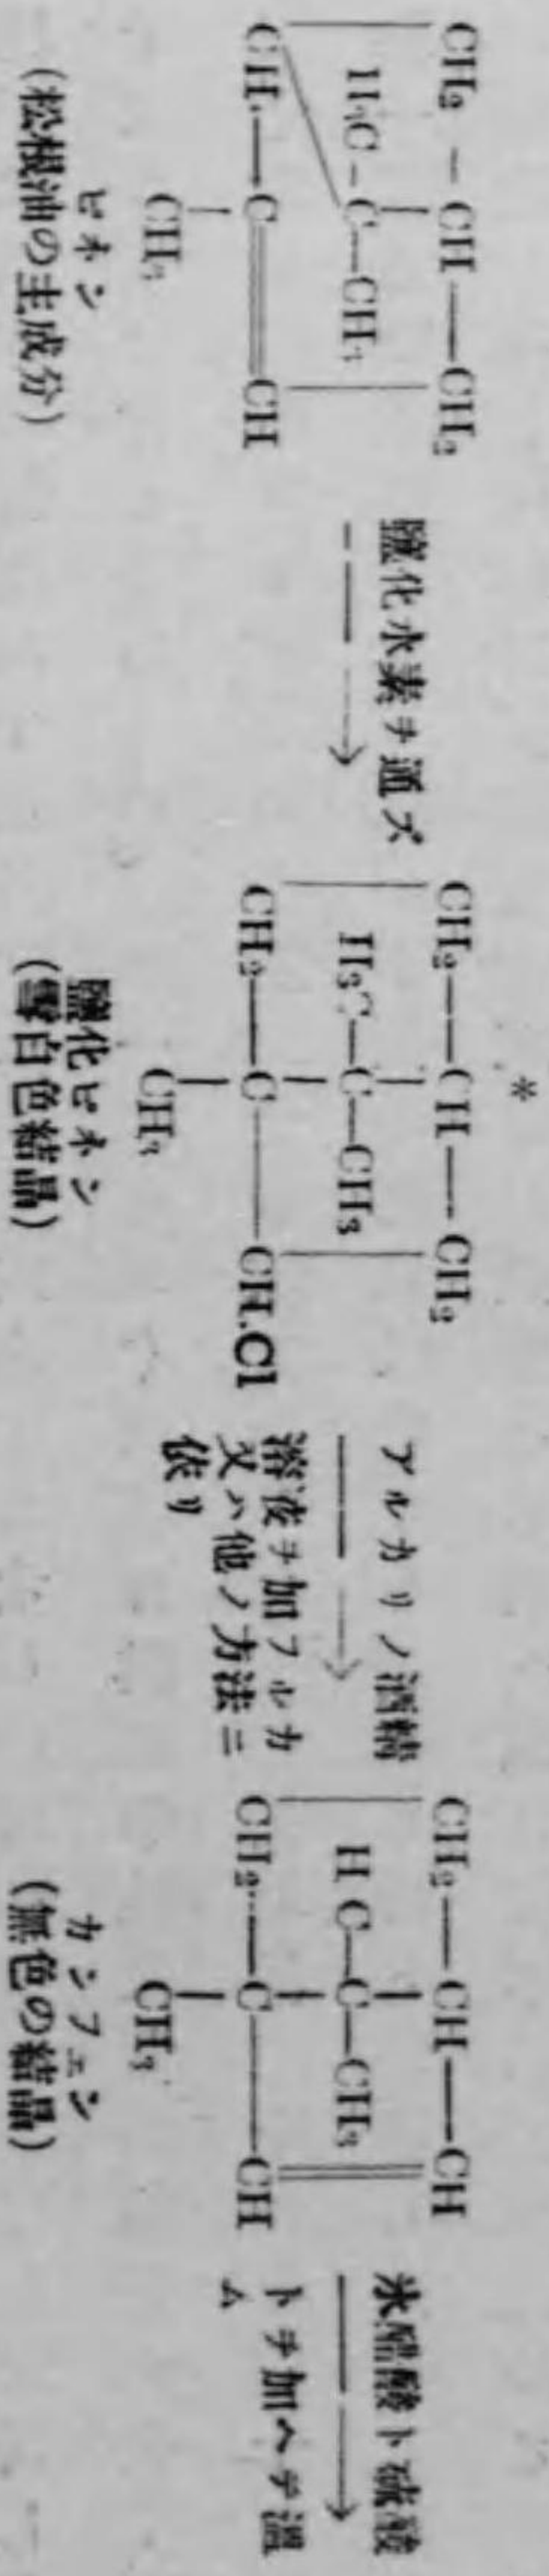 CH₂ – CH — CH₂
H₃C – C — CH₃
CH — C ═ CH
CH₃
ピネン
(松根油の主成分)
鹽化水素ヲ通ズ
*
CH₂ — CH — CH₂
H₃C — C — CH₃
CH₂ — C — CH.Cl
CH₃
鹽化ピネン
(雪白色結晶)
アルカリノ酒精
溶液ヲ加フルカ
又ハ他ノ方法ニ
依リ
CH₂ — CH — CH
H C — C — CH₃
CH₂ — C — CH
CH₃
カンフェン
(無色の結晶)
氷醋酸ト硫酸
トヲ加ヘテ温
ム